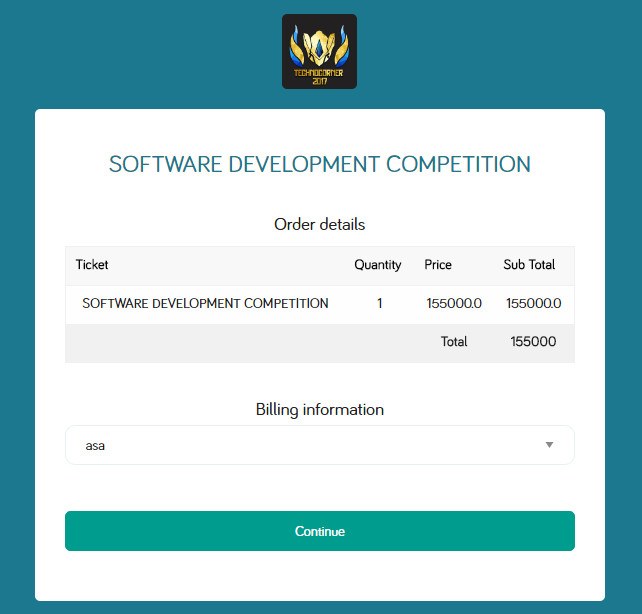 TECHNOCORNER
2017
SOFTWARE DEVELOPMENT COMPETITION
Order details
Ticket Quantity Price Sub Total
SOFTWARE DEVELOPMENT COMPETITION 1 155000.0 155000.0
Total 155000
Billing information
asa
Continue